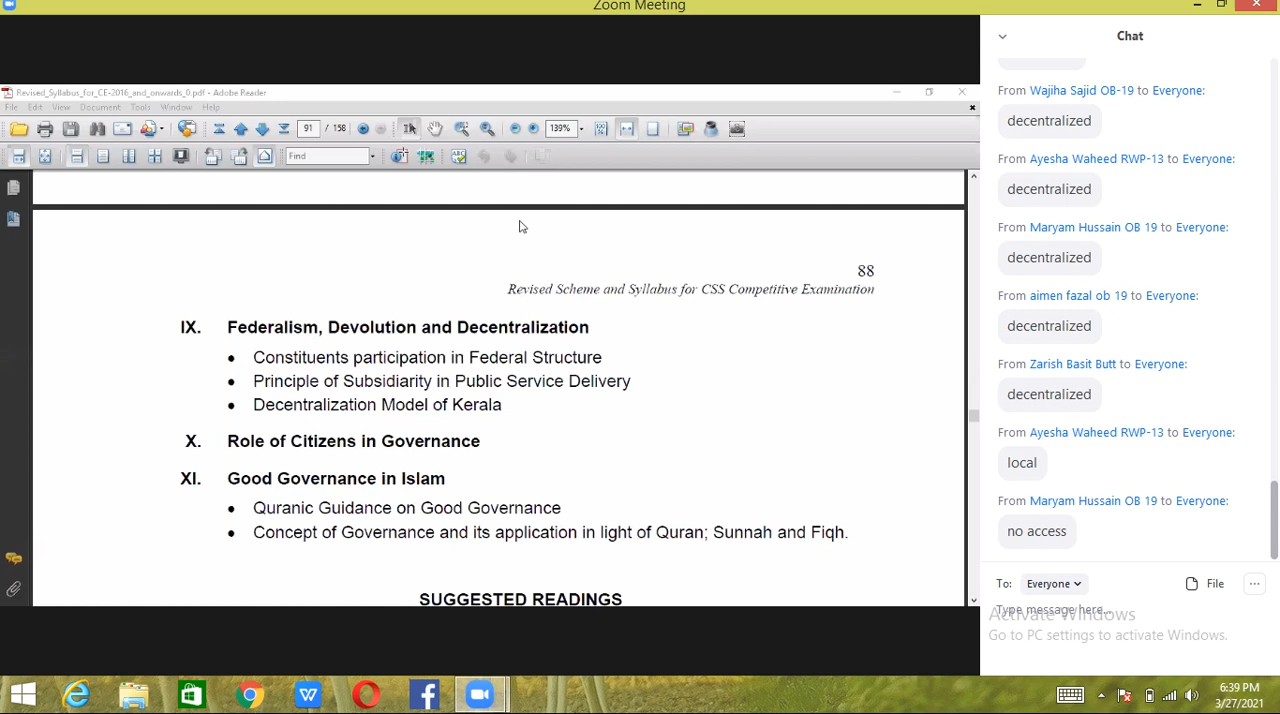 Zoom Meeting
Revised_Syllabus_for_CE-2016_and_onwards_0.pdf - Adobe Reader
File Edit View Document Tools Window Help
91 / 158 139%
Find
88
Revised Scheme and Syllabus for CSS Competitive Examination
IX. Federalism, Devolution and Decentralization
• Constituents participation in Federal Structure
• Principle of Subsidiarity in Public Service Delivery
• Decentralization Model of Kerala
X. Role of Citizens in Governance
XI. Good Governance in Islam
• Quranic Guidance on Good Governance
• Concept of Governance and its application in light of Quran; Sunnah and Fiqh.
SUGGESTED READINGS
Chat
From Wajiha Sajid OB-19 to Everyone:
decentralized
From Ayesha Waheed RWP-13 to Everyone:
decentralized
From Maryam Hussain OB 19 to Everyone:
decentralized
From aimen fazal ob 19 to Everyone:
decentralized
From Zarish Basit Butt to Everyone:
decentralized
From Ayesha Waheed RWP-13 to Everyone:
local
From Maryam Hussain OB 19 to Everyone:
no access
To: Everyone File ...
Type message here...
Activate Windows
Go to PC settings to activate Windows.
6:39 PM
3/27/2021